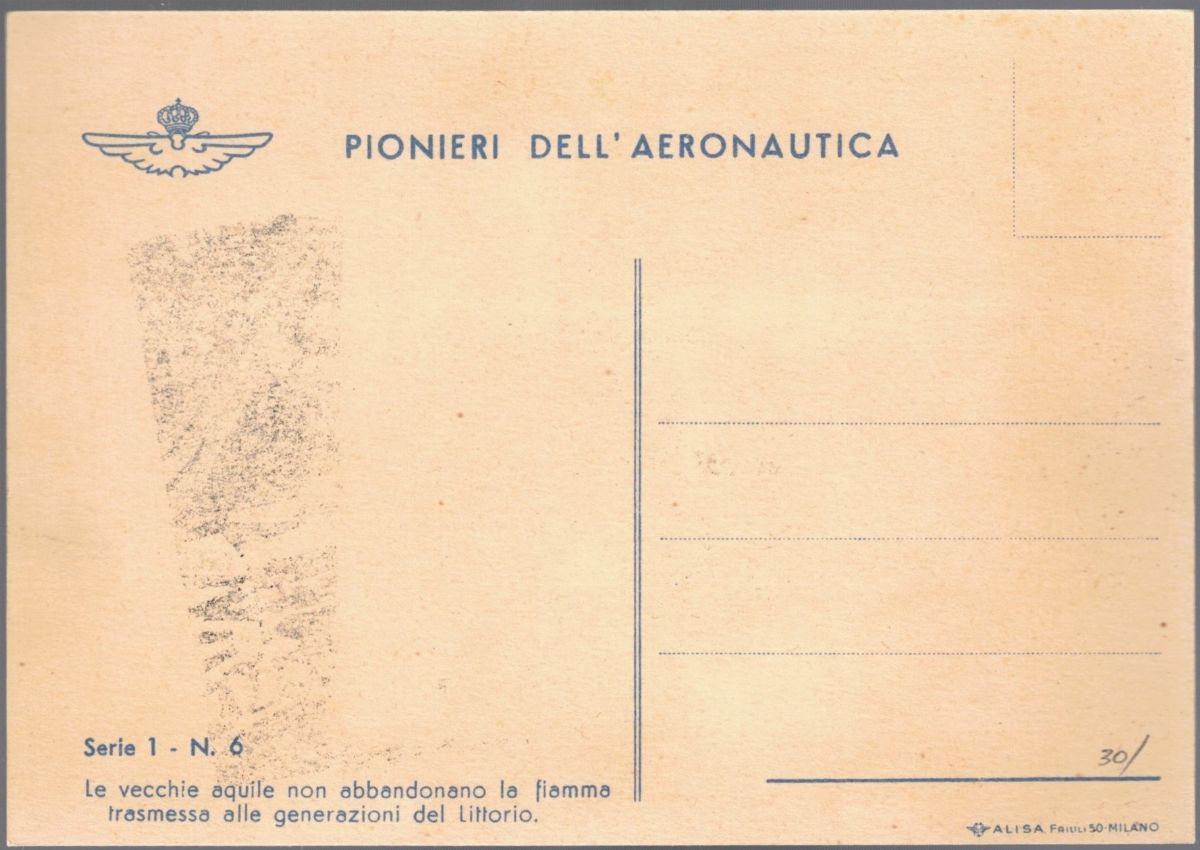 PIONIERI DELL'AERONAUTICA
Serie 1 - N. 6
Le vecchie aquile non abbandonano la fiamma
trasmessa alle generazioni del Littorio.
30/
ALISA, FRIULI 50-MILANO